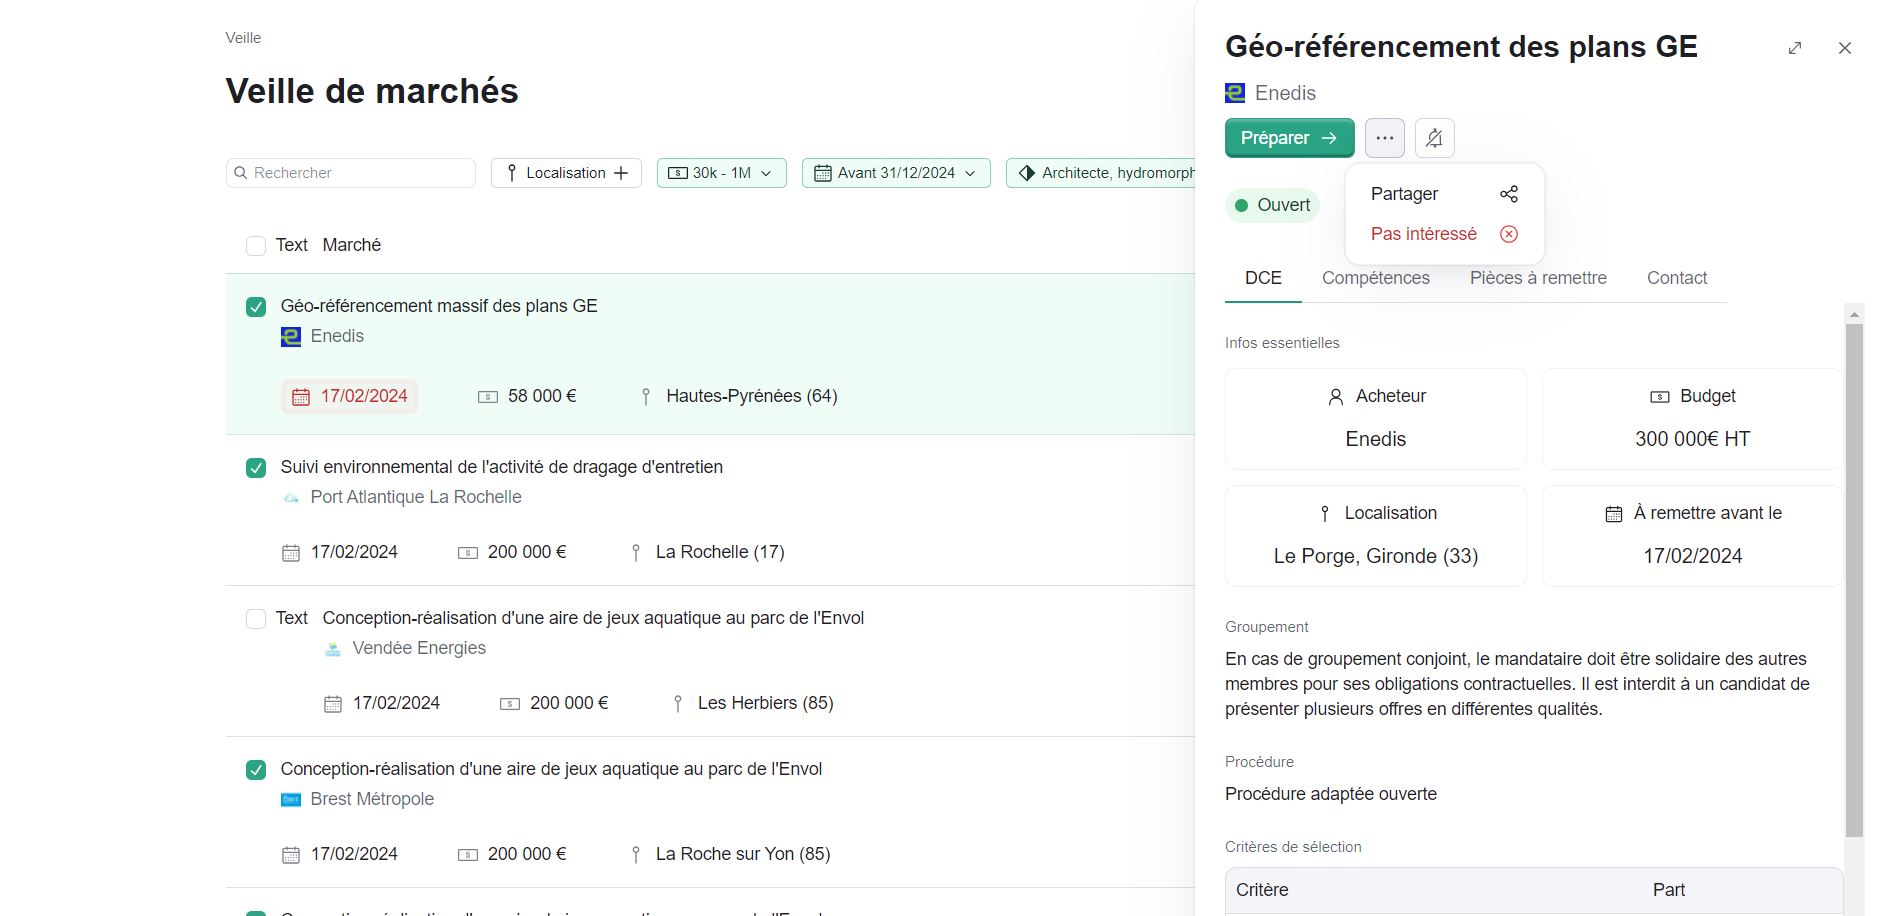 Veille
Veille de marchés
Rechercher
Localisation
30k - 1M
Avant 31/12/2024
Architecte, hydromorph
Text Marché
Géo-référencement massif des plans GE
Enedis
17/02/2024 58 000 € Hautes-Pyrénées (64)
Suivi environnemental de l'activité de dragage d'entretien
Port Atlantique La Rochelle
17/02/2024 200 000 € La Rochelle (17)
Text Conception-réalisation d'une aire de jeux aquatique au parc de l'Envol
Vendée Energies
17/02/2024 200 000 € Les Herbiers (85)
Conception-réalisation d'une aire de jeux aquatique au parc de l'Envol
Brest Métropole
17/02/2024 200 000 € La Roche sur Yon (85)
Géo-référencement des plans GE
Enedis
Préparer
Partager
Pas intéressé
Ouvert
DCE Compétences Pièces à remettre Contact
Infos essentielles
Acheteur
Enedis
Budget
300 000€ HT
Localisation
Le Porge, Gironde (33)
À remettre avant le
17/02/2024
Groupement
En cas de groupement conjoint, le mandataire doit être solidaire des autres
membres pour ses obligations contractuelles. Il est interdit à un candidat de
présenter plusieurs offres en différentes qualités.
Procédure
Procédure adaptée ouverte
Critères de sélection
Critère Part